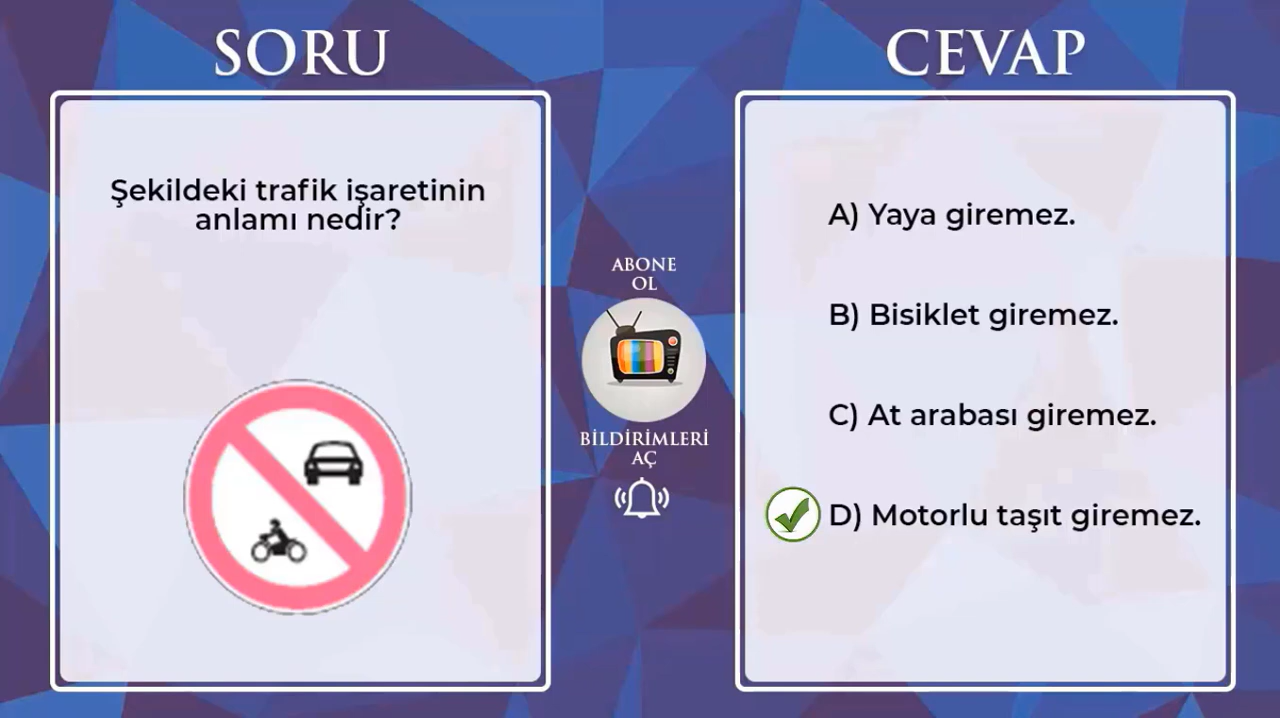 SORU
Şekildeki trafik işaretinin
anlamı nedir?
ABONE
OL
BİLDİRİMLERİ
AÇ
CEVAP
A) Yaya giremez.
B) Bisiklet giremez.
C) At arabası giremez.
D) Motorlu taşıt giremez.